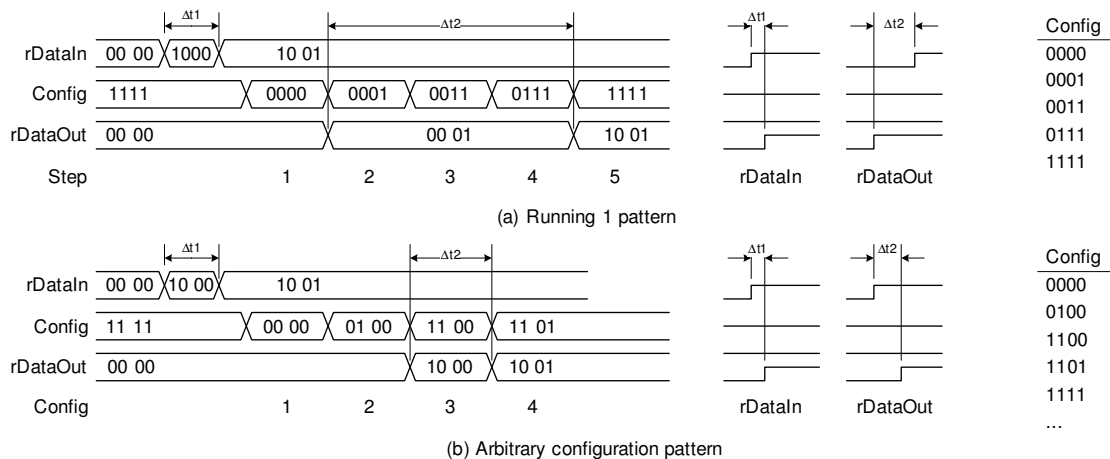 Δt1 Δt2 Δt1 Δt2 Config
rDataIn 00 00 1000 10 01 0000
Config 1111 0000 0001 0011 0111 1111 0001
0011
rDataOut 00 00 00 01 10 01 0111
Step 1 2 3 4 5 rDataIn rDataOut 1111
(a) Running 1 pattern
Δt1 Δt2 Δt1 Δt2 Config
rDataIn 00 00 10 00 10 01 0000
Config 11 11 00 00 01 00 11 00 11 01 0100
1100
rDataOut 00 00 10 00 10 01 1101
Config 1 2 3 4 rDataIn rDataOut 1111
...
(b) Arbitrary configuration pattern